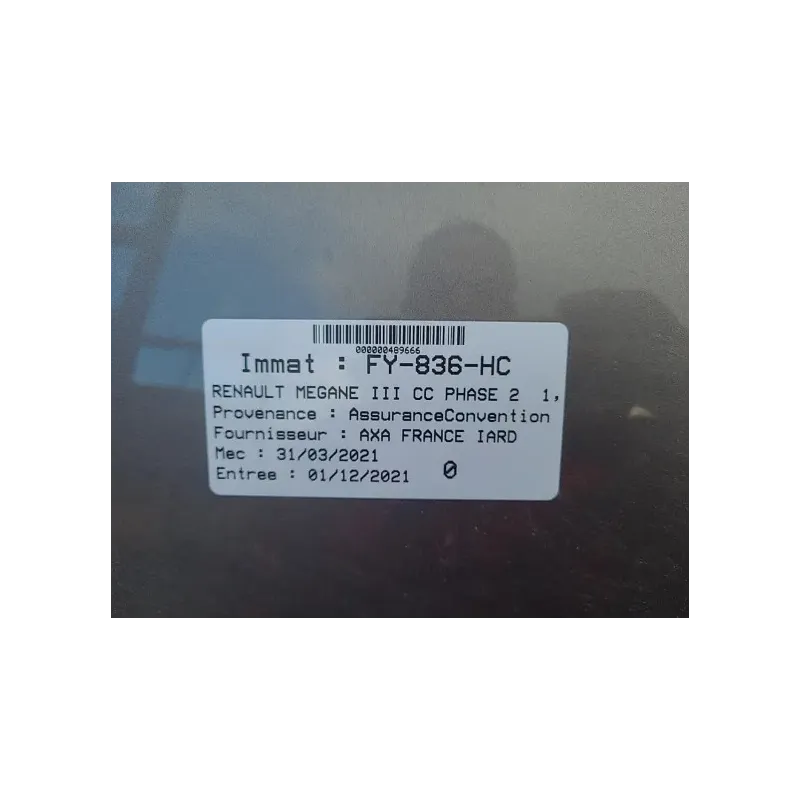 000000489666
Immat : FY-836-HC
RENAULT MEGANE III CC PHASE 2 1,
Provenance : AssuranceConvention
Fournisseur : AXA FRANCE IARD
Mec : 31/03/2021
Entree : 01/12/2021 0